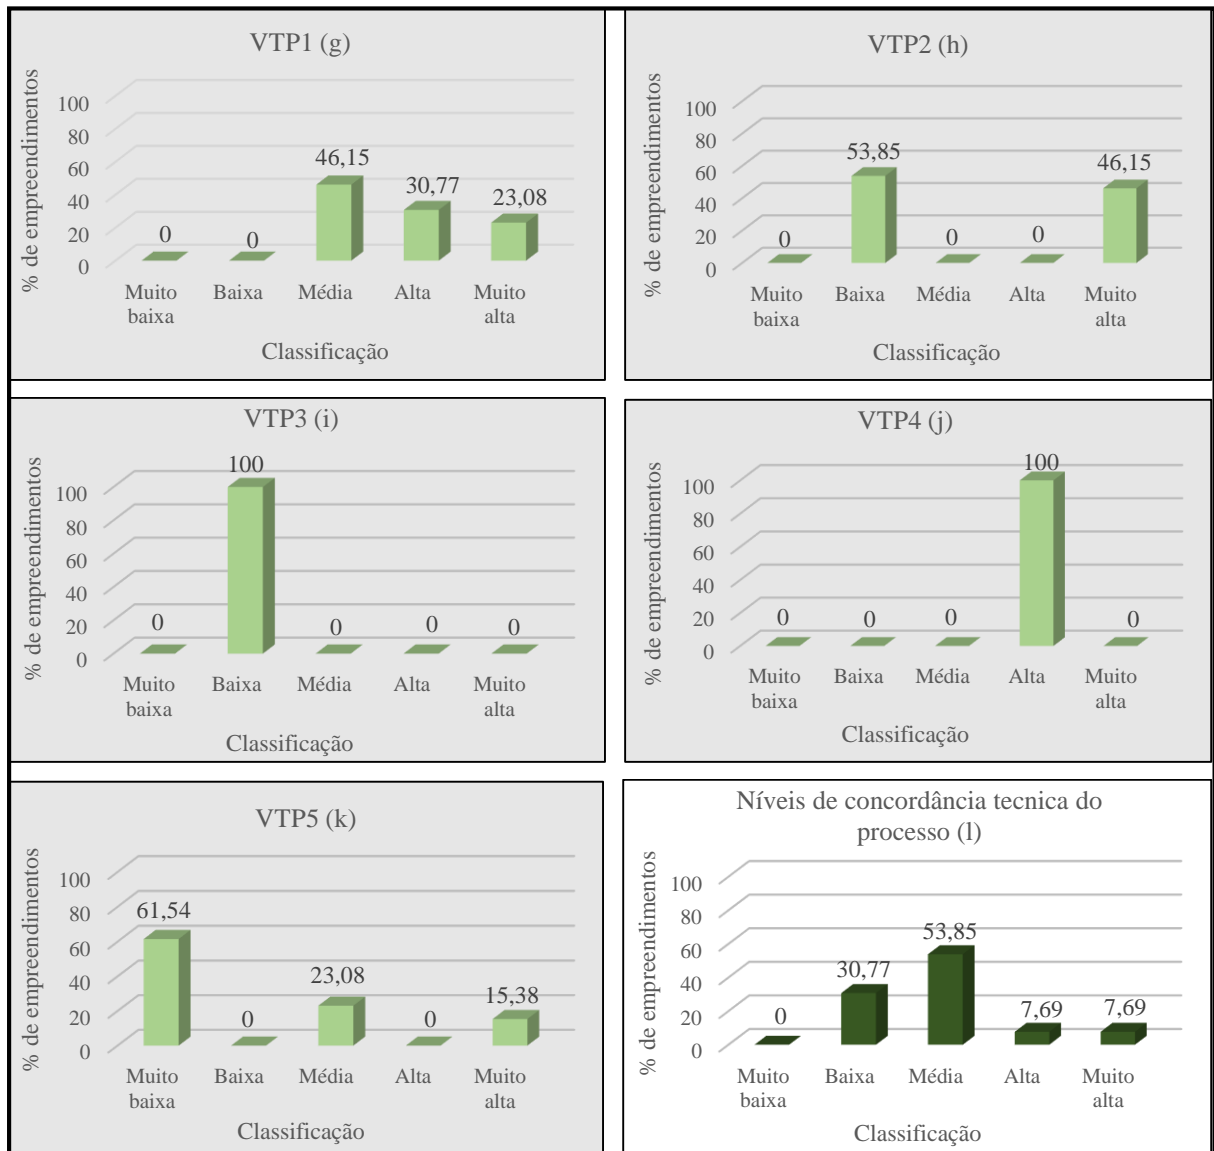 VTP1 (g)
% de empreendimentos
100
80
60
40
20
0
0
0
46,15
30,77
23,08
Muito baixa
Baixa
Média
Alta
Muito alta
Classificação
VTP2 (h)
% de empreendimentos
100
80
60
40
20
0
0
53,85
0
0
46,15
Muito baixa
Baixa
Média
Alta
Muito alta
Classificação
VTP3 (i)
% de empreendimentos
100
80
60
40
20
0
0
100
0
0
0
Muito baixa
Baixa
Média
Alta
Muito alta
Classificação
VTP4 (j)
% de empreendimentos
100
80
60
40
20
0
0
0
0
100
0
Muito baixa
Baixa
Média
Alta
Muito alta
Classificação
VTP5 (k)
% de empreendimentos
100
80
60
40
20
0
61,54
0
23,08
0
15,38
Muito baixa
Baixa
Média
Alta
Muito alta
Classificação
Níveis de concordância tecnica do
processo (l)
% de empreendimentos
100
80
60
40
20
0
0
30,77
53,85
7,69
7,69
Muito baixa
Baixa
Média
Alta
Muito alta
Classificação